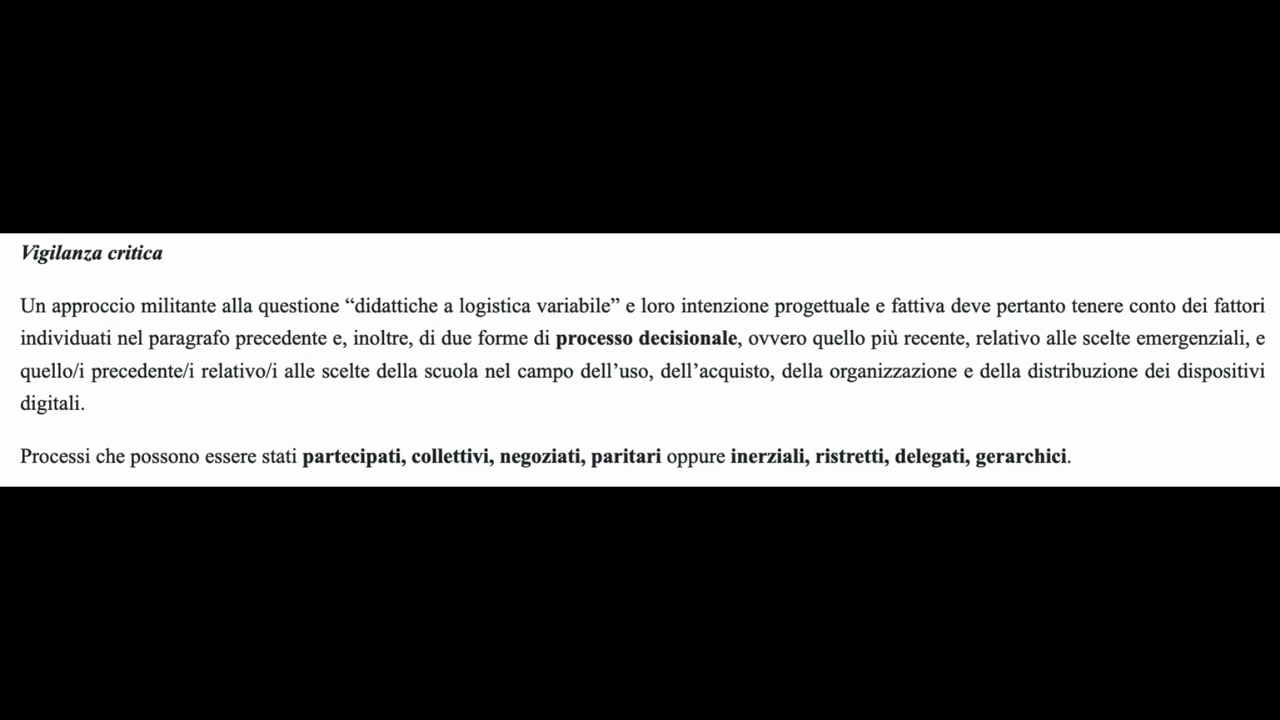 Vigilanza critica
Un approccio militante alla questione “didattiche a logistica variabile” e loro intenzione progettuale e fattiva deve pertanto tenere conto dei fattori
individuati nel paragrafo precedente e, inoltre, di due forme di processo decisionale, ovvero quello più recente, relativo alle scelte emergenziali, e
quello/i precedente/i relativo/i alle scelte della scuola nel campo dell’uso, dell’acquisto, della organizzazione e della distribuzione dei dispositivi
digitali.
Processi che possono essere stati partecipati, collettivi, negoziati, paritari oppure inerziali, ristretti, delegati, gerarchici.